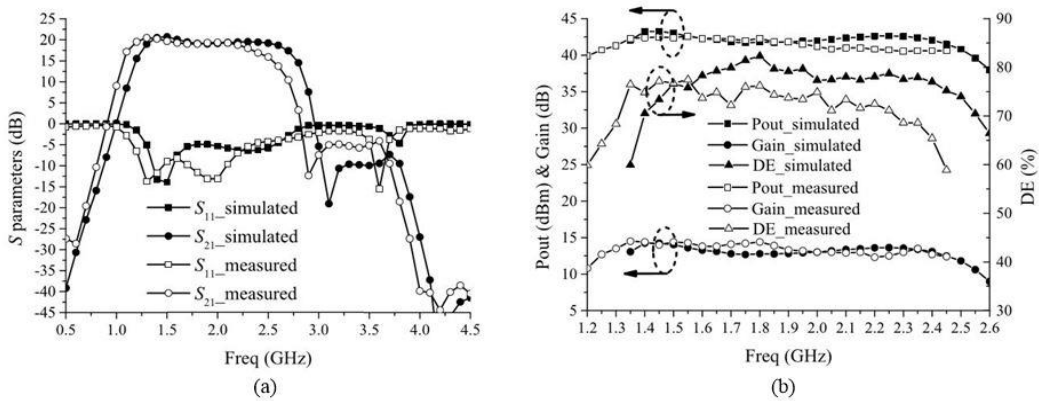 25
20
15
10
5
0
-5
-10
-15
-20
-25
-30
-35
-40
-45
S parameters (dB)
S11_simulated
S21_simulated
S11_measured
S21_measured
0.5 1.0 1.5 2.0 2.5 3.0 3.5 4.0 4.5
Freq (GHz)
(a)
45
40
35
30
25
20
15
10
5
Pout (dBm) & Gain (dB)
Pout_simulated
Gain_simulated
DE_simulated
Pout_measured
Gain_measured
DE_measured
90
80
70
60
50
40
30
DE (%)
1.2 1.3 1.4 1.5 1.6 1.7 1.8 1.9 2.0 2.1 2.2 2.3 2.4 2.5 2.6
Freq (GHz)
(b)